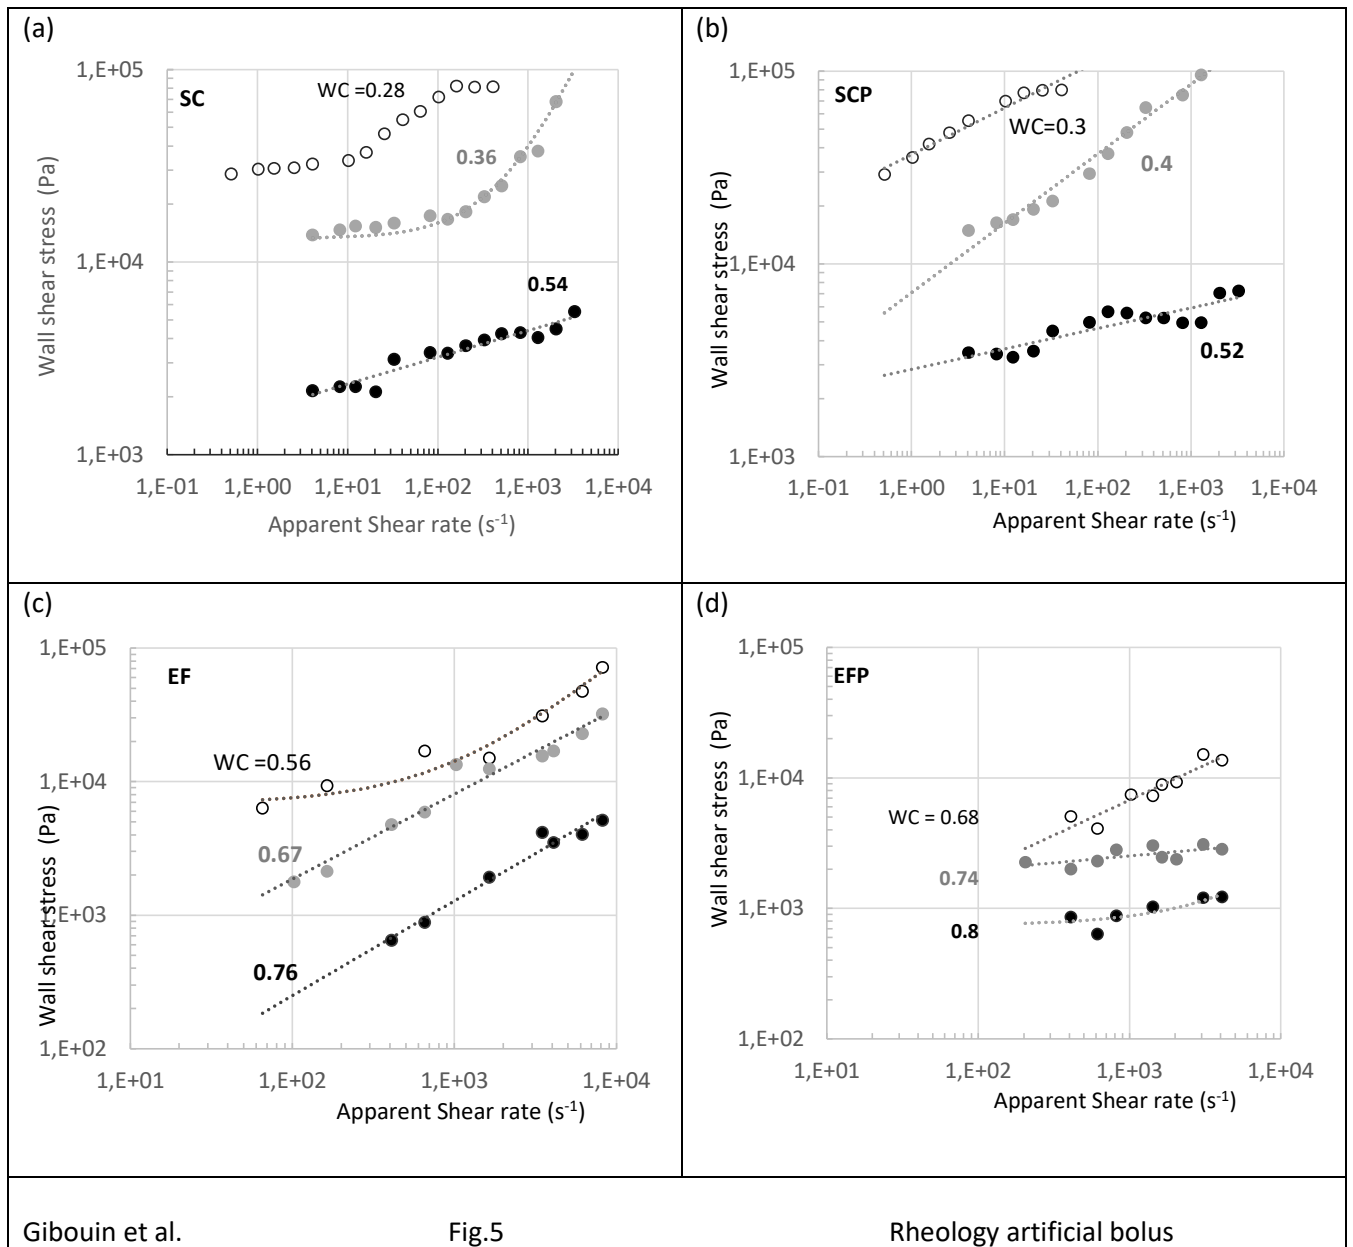 (a)
1,E+05
1,E+04
1,E+03
Wall shear stress (Pa)
SC
WC =0.28
0.36
0.54
1,E-01 1,E+00 1,E+01 1,E+02 1,E+03 1,E+04
Apparent Shear rate (s-1)
(b)
1,E+05
1,E+04
1,E+03
Wall shear stress (Pa)
SCP
WC=0.3
0.4
0.52
1,E-01 1,E+00 1,E+01 1,E+02 1,E+03 1,E+04
Apparent Shear rate (s-1)
(c)
1,E+05
1,E+04
1,E+03
1,E+02
Wall shear stress (Pa)
EF
WC =0.56
0.67
0.76
1,E+01 1,E+02 1,E+03 1,E+04
Apparent Shear rate (s-1)
(d)
1,E+05
1,E+04
1,E+03
1,E+02
Wall shear stress (Pa)
EFP
WC = 0.68
0.74
0.8
1,E+01 1,E+02 1,E+03 1,E+04
Apparent Shear rate (s-1)
Gibouin et al. Fig.5 Rheology artificial bolus